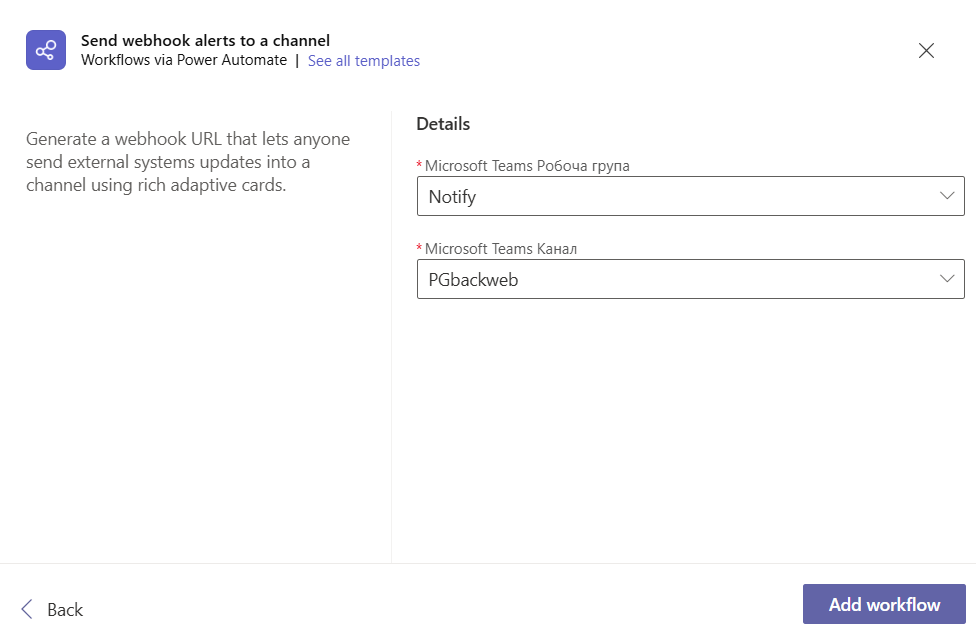 Send webhook alerts to a channel
Workflows via Power Automate | See all templates
Generate a webhook URL that lets anyone
send external systems updates into a
channel using rich adaptive cards.
Details
* Microsoft Teams Робоча група
Notify
* Microsoft Teams Канал
PGbackweb
Back
Add workflow